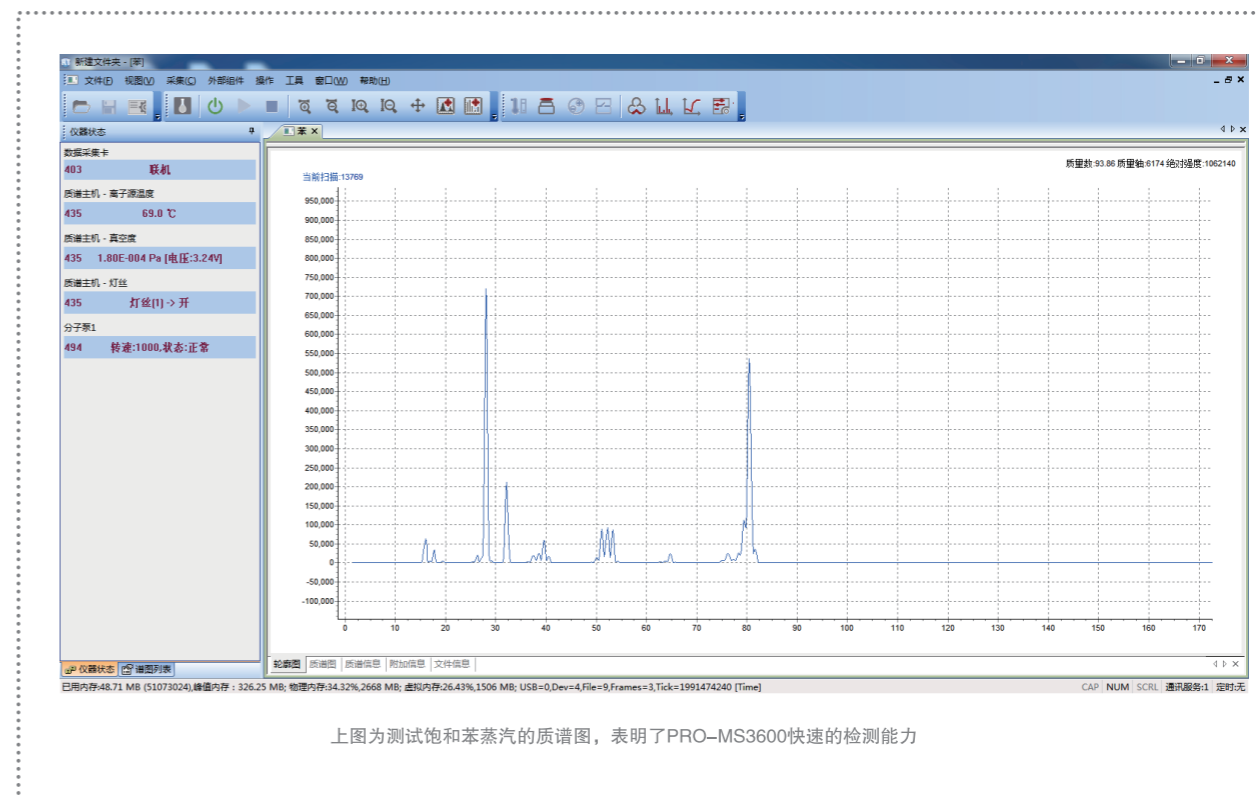 新建文件夹 - [苯]
文件(F) 视图(V) 采集(C) 外部组件 操作 工具 窗口(W) 帮助(H)
仪器状态
苯
数据采集卡
403 联机
质谱主机 - 离子源温度
435 69.0 ℃
质谱主机 - 真空度
435 1.80E-004 Pa [电压:3.24V]
质谱主机 - 灯丝
435 灯丝[1] -> 开
分子泵1
494 转速:1000,状态:正常
仪器状态 谱图列表
质量数:93.86 质量轴:6174 绝对强度:1062140
当前扫描:13769
950,000
900,000
850,000
800,000
750,000
700,000
650,000
600,000
550,000
500,000
450,000
400,000
350,000
300,000
250,000
200,000
150,000
100,000
50,000
0
-50,000
-100,000
0 10 20 30 40 50 60 70 80 90 100 110 120 130 140 150 160 170
轮廓图 质谱图 质谱信息 附加信息 文件信息
已用内存:48.71 MB (51073024),峰值内存：326.25 MB; 物理内存:34.32%,2668 MB; 虚拟内存:26.43%,1506 MB; USB=0,Dev=4,File=9,Frames=3,Tick=1991474240 [Time]
CAP NUM SCRL 通讯服务:1 定时:无
上图为测试饱和苯蒸汽的质谱图，表明了PRO–MS3600快速的检测能力